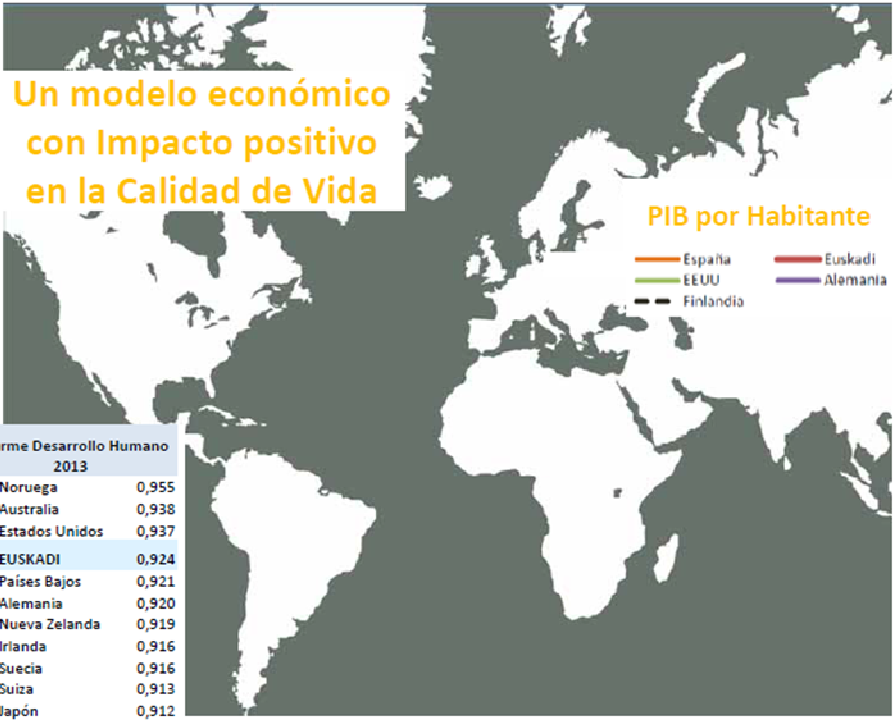 Un modelo económico
con Impacto positivo
en la Calidad de Vida
PIB por Habitante
España Euskadi
EEUU Alemania
Finlandia
rme Desarrollo Humano
2013
Noruega 0,955
Australia 0,938
Estados Unidos 0,937
EUSKADI 0,924
Países Bajos 0,921
Alemania 0,920
Nueva Zelanda 0,919
Irlanda 0,916
Suecia 0,916
Suiza 0,913
Japón 0,912